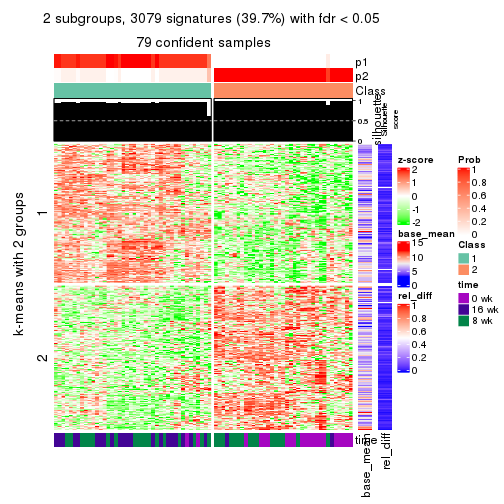 2 subgroups, 3079 signatures (39.7%) with fdr < 0.05
79 confident samples
p1
p2
Class
1
0.5
0
silhouette
Silhouette
score
k-means with 2 groups
1
2
time
base_mean
rel_diff
z-score
2
1
0
-1
-2
base_mean
15
10
5
0
rel_diff
1
0.8
0.6
0.4
0.2
0
Prob
1
0.8
0.6
0.4
0.2
0
Class
1
2
time
0 wk
16 wk
8 wk